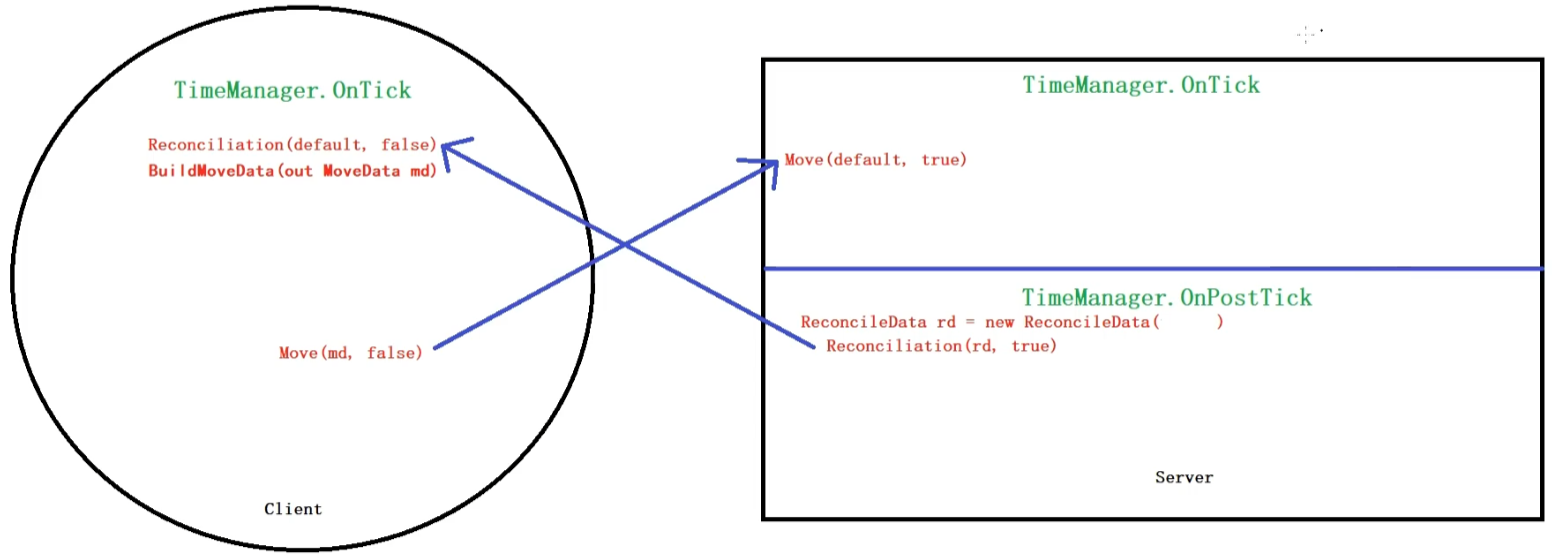 TimeManager.OnTick
Reconciliation(default, false)
BuildMoveData(out MoveData md)
Move(md, false)
Client
TimeManager.OnTick
Move(default, true)
TimeManager.OnPostTick
ReconcileData rd = new ReconcileData(      )
Reconciliation(rd, true)
Server